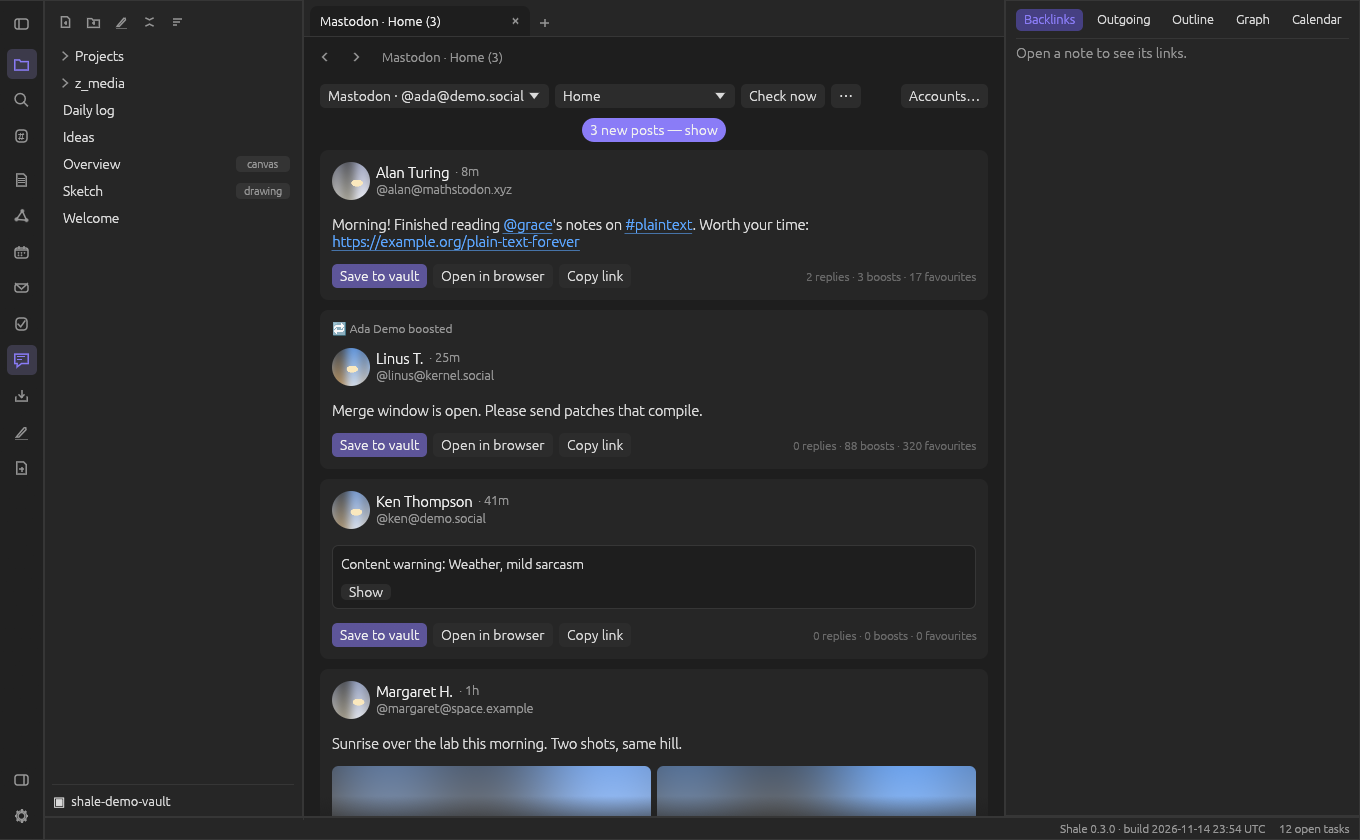 Mastodon · Home (3) ×
Backlinks Outgoing Outline Graph Calendar
Projects
z_media
Daily log
Ideas
Overview canvas
Sketch drawing
Welcome
shale-demo-vault
Mastodon · Home (3)
Mastodon · @ada@demo.social Home Check now ··· Accounts…
3 new posts — show
Alan Turing · 8m
@alan@mathstodon.xyz
Morning! Finished reading @grace's notes on #plaintext. Worth your time:
https://example.org/plain-text-forever
Save to vault Open in browser Copy link 2 replies · 3 boosts · 17 favourites
Ada Demo boosted
Linus T. · 25m
@linus@kernel.social
Merge window is open. Please send patches that compile.
Save to vault Open in browser Copy link 0 replies · 88 boosts · 320 favourites
Ken Thompson · 41m
@ken@demo.social
Content warning: Weather, mild sarcasm
Show
Save to vault Open in browser Copy link 0 replies · 0 boosts · 0 favourites
Margaret H. · 1h
@margaret@space.example
Sunrise over the lab this morning. Two shots, same hill.
Open a note to see its links.
Shale 0.3.0 · build 2026-11-14 23:54 UTC 12 open tasks